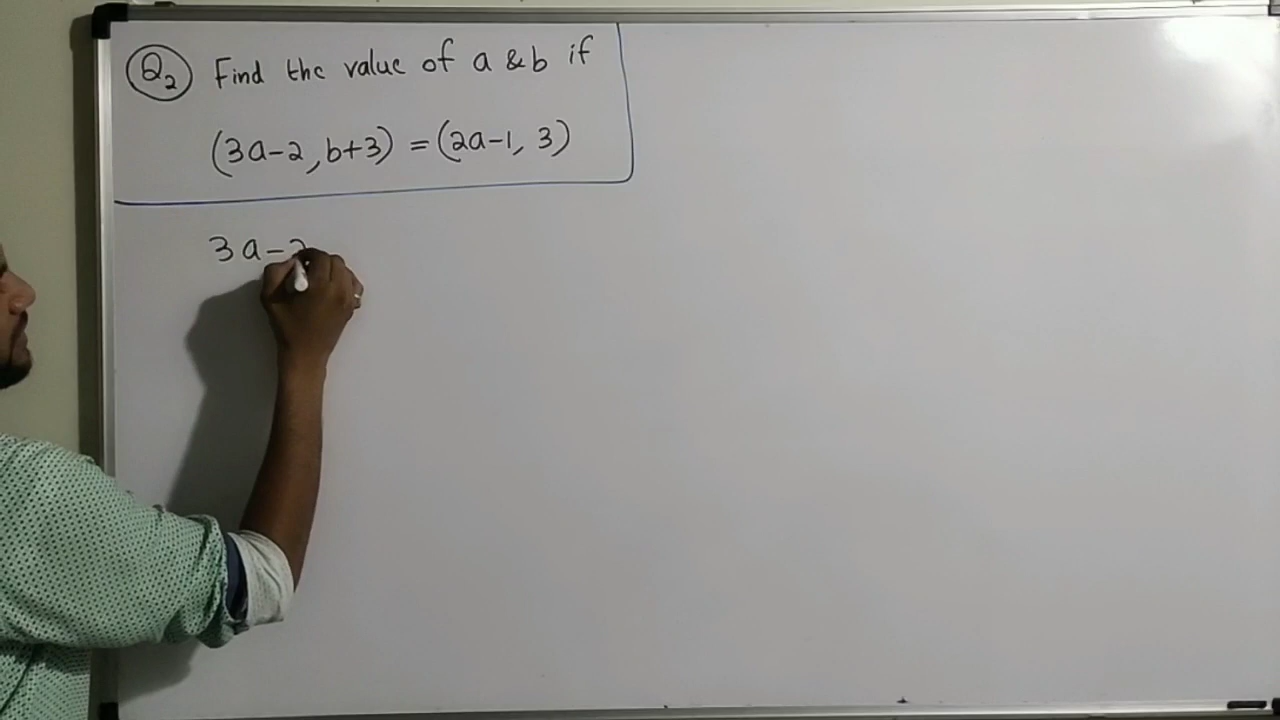 Q2 Find the value of a & b if
(3a-2, b+3) = (2a-1, 3)
3a-2